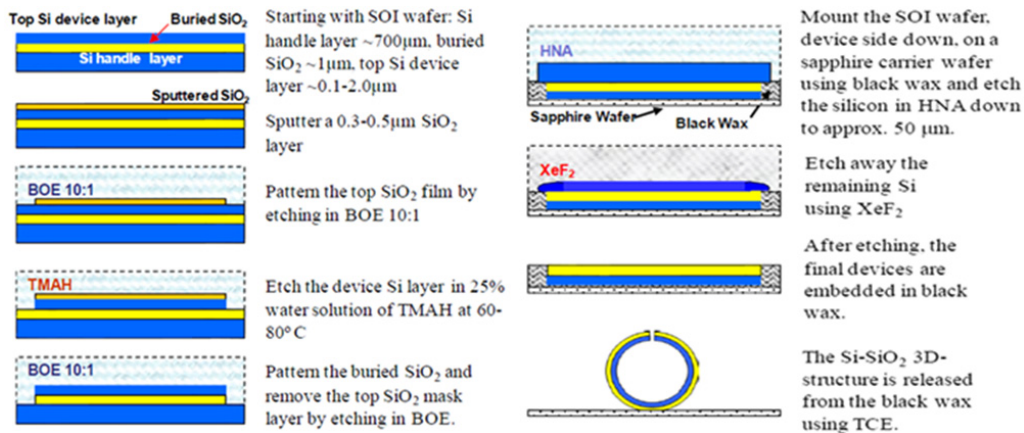 Top Si device layer
Buried SiO₂
Si handle layer
Starting with SOI wafer: Si
handle layer ~700μm, buried
SiO₂ ~1μm, top Si device
layer ~0.1-2.0μm
Sputtered SiO₂
Sputter a 0.3-0.5μm SiO₂
layer
BOE 10:1
Pattern the top SiO₂ film by
etching in BOE 10:1
TMAH
Etch the device Si layer in 25%
water solution of TMAH at 60-
80° C
BOE 10:1
Pattern the buried SiO₂ and
remove the top SiO₂ mask
layer by etching in BOE.
HNA
Sapphire Wafer
Black Wax
Mount the SOI wafer,
device side down, on a
sapphire carrier wafer
using black wax and etch
the silicon in HNA down
to approx. 50 μm.
XeF₂
Etch away the
remaining Si
using XeF₂
After etching, the
final devices are
embedded in black
wax.
The Si-SiO₂ 3D-
structure is released
from the black wax
using TCE.